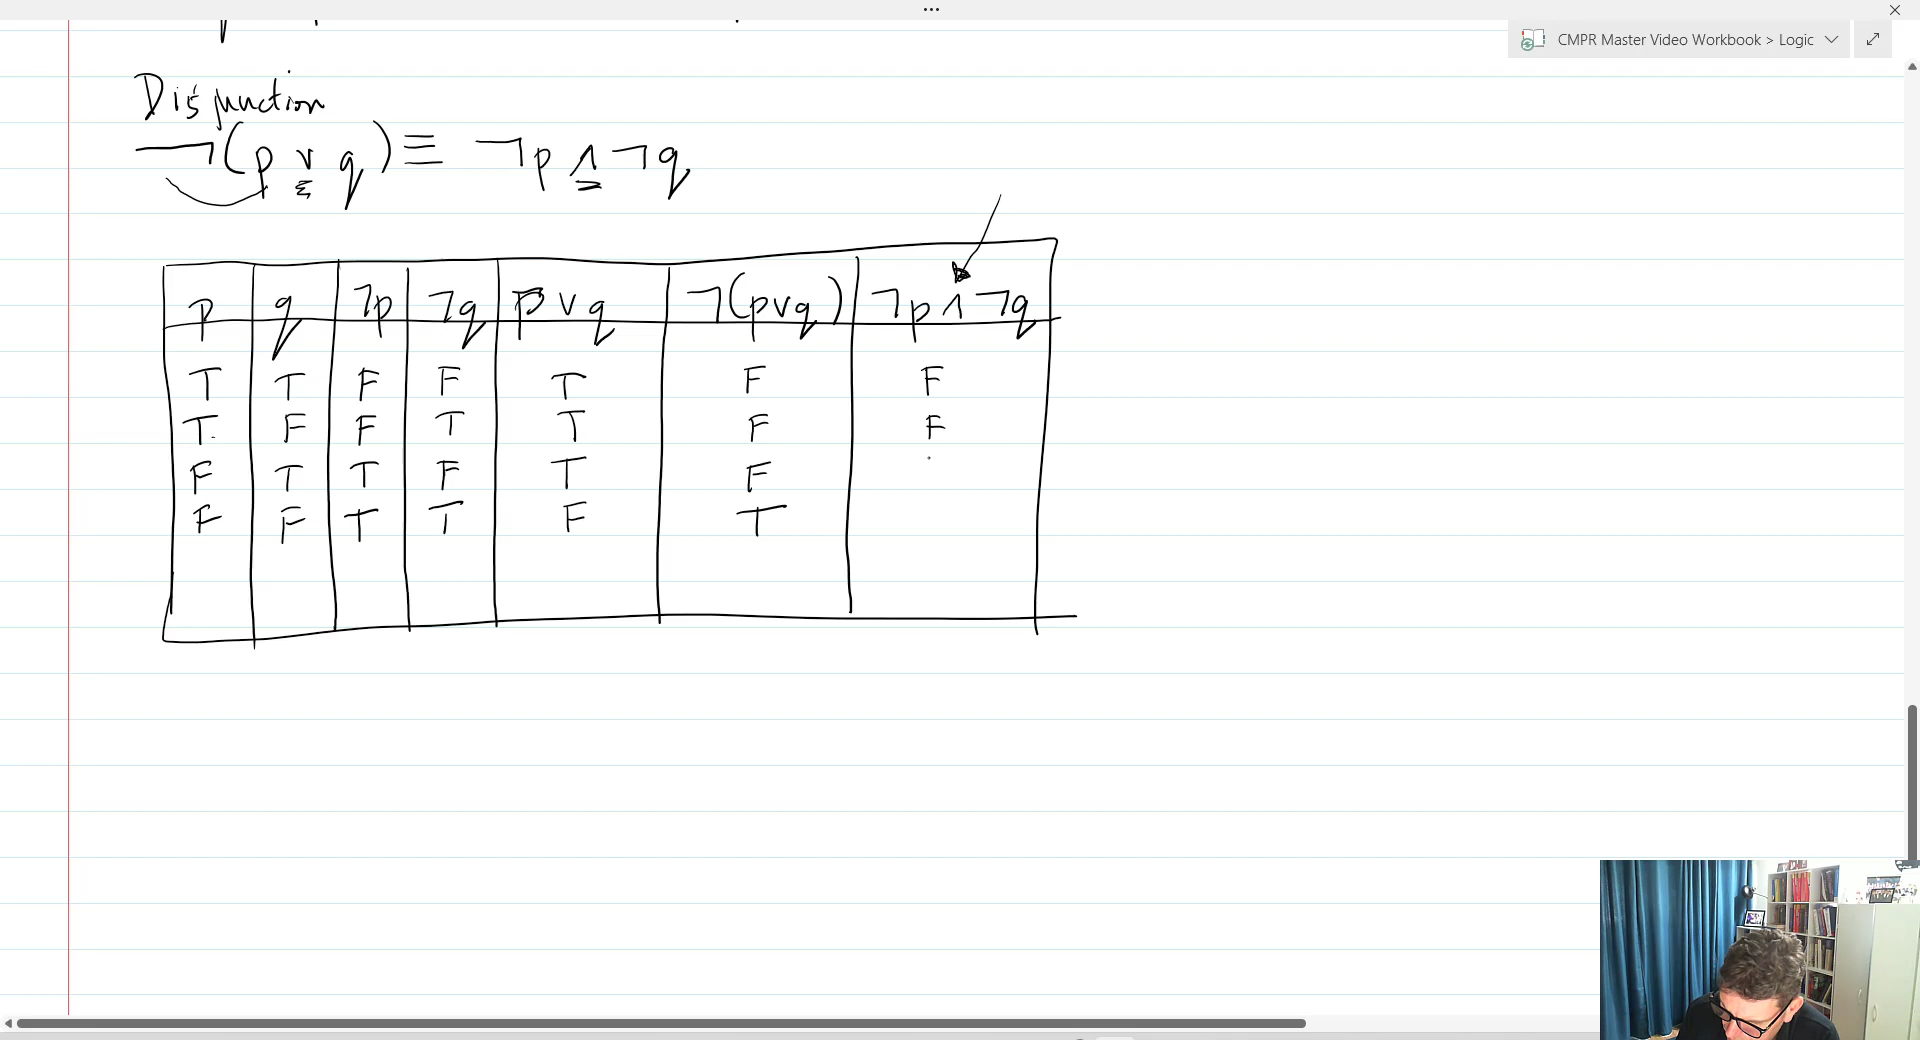 CMPR Master Video Workbook > Logic
Disjunction
¬(p ∨ q) ≡ ¬p ∧ ¬q
p q ¬p ¬q p ∨ q ¬(p∨q) ¬p ∧ ¬q
T T F F T F F
T F F T T F F
F T T F T F
F F T T F T